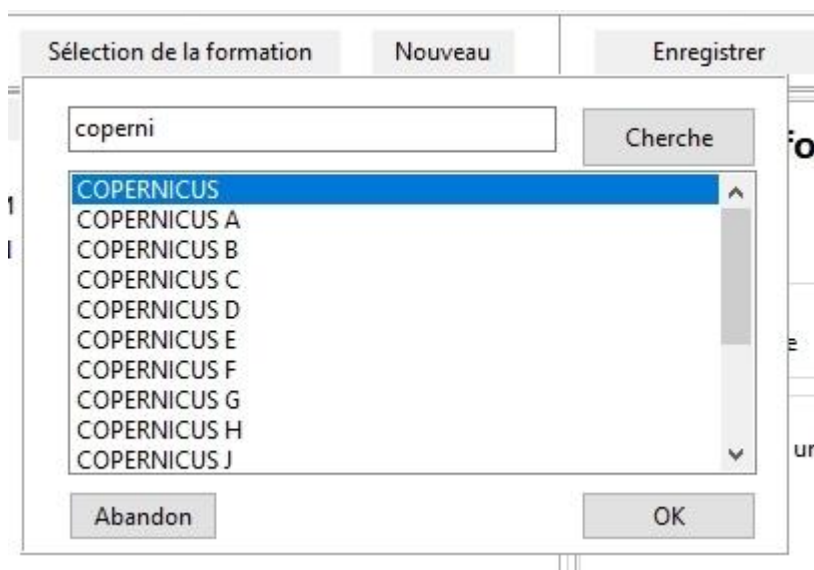 Sélection de la formation Nouveau Enregistrer
coperni Cherche
COPERNICUS
COPERNICUS A
COPERNICUS B
COPERNICUS C
COPERNICUS D
COPERNICUS E
COPERNICUS F
COPERNICUS G
COPERNICUS H
COPERNICUS J
Abandon OK